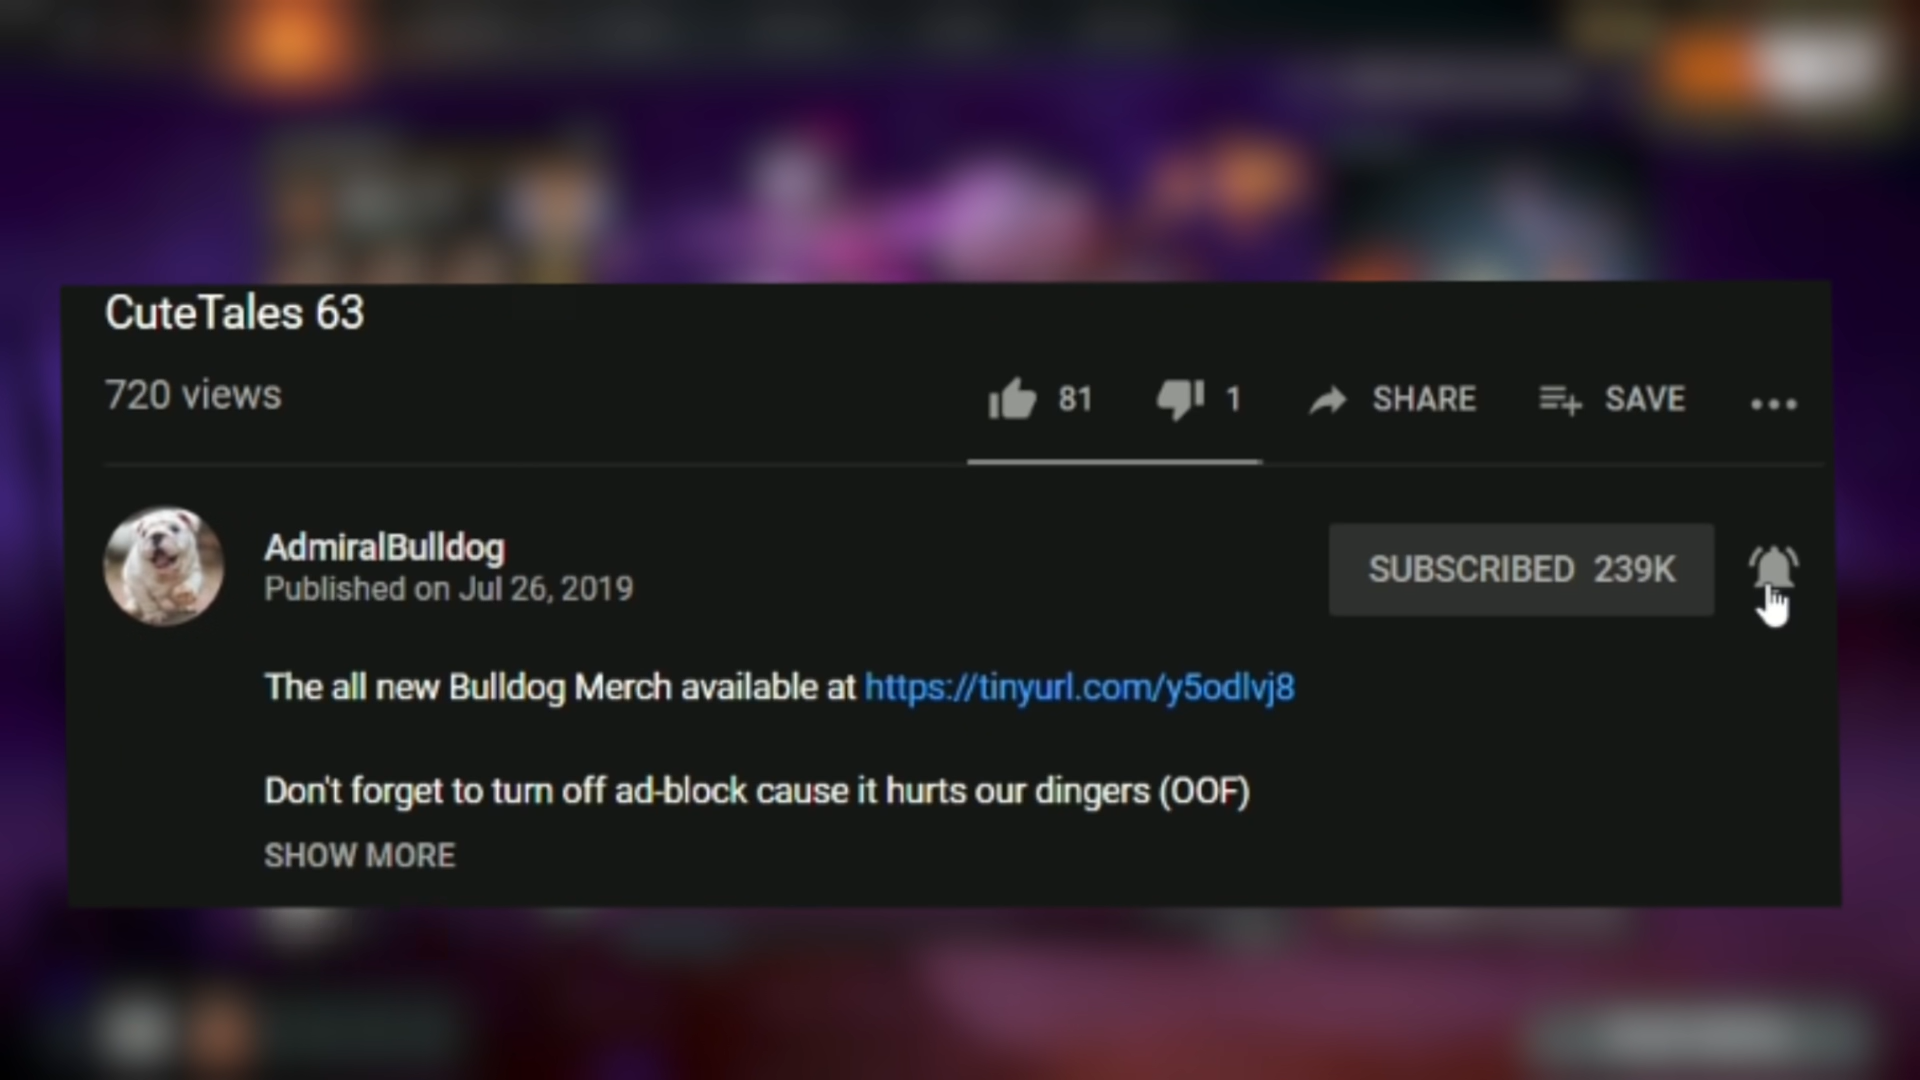 CuteTales 63
720 views
81 1 SHARE SAVE
AdmiralBulldog
Published on Jul 26, 2019
SUBSCRIBED 239K
The all new Bulldog Merch available at https://tinyurl.com/y5odlvj8
Don't forget to turn off ad-block cause it hurts our dingers (OOF)
SHOW MORE